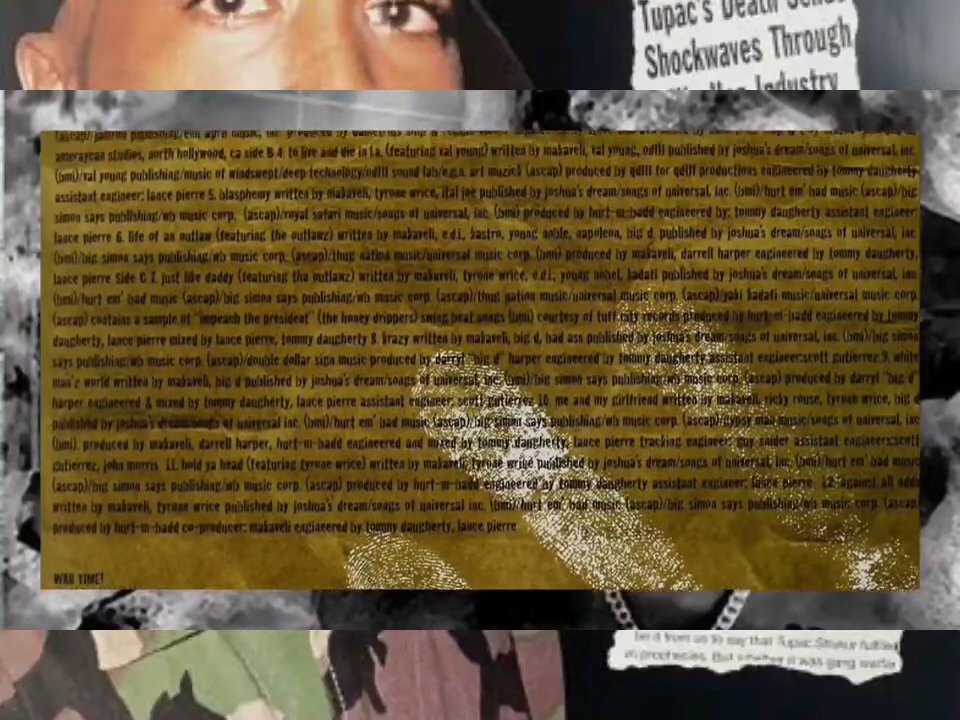 Tupac's Death
Shockwaves Through
Industry
ameraycan studios, north hollywood, ca side B 4. to live and die in l.a. (featuring val young) written by makaveli, val young, qdIII published by joshua's dream/songs of universal, inc.
(bmi)/val young publishing/music of windswept/deep technology/qdIII sound lab/e.g.n. art muziek (ascap) produced by qdIII for qdIII productions engineered by tommy daugherty
assistant engineer: lance pierre 5. blasphemy written by makaveli, tyrone wrice, ital joe published by joshua's dream/songs of universal, inc. (bmi)/hurt em' bad music (ascap)/big
simon says publishing/wb music corp. (ascap)/royal safari music/songs of universal, inc. (bmi) produced by hurt-m-badd engineered by: tommy daugherty assistant engineer:
lance pierre 6. life of an outlaw (featuring the outlawz) written by makaveli, e.d.i., kastro, young noble, napoleon, big d. published by joshua's dream/songs of universal, inc.
(bmi)/big simon says publishing/wb music corp. (ascap)/thug nation music/universal music corp. (bmi) produced by makaveli, darrell harper engineered by tommy daugherty,
lance pierre side C 7. just like daddy (featuring tha outlawz) written by makaveli, tyrone wrice, e.d.i., young nobel, kadafi published by joshua's dream/songs of universal, inc.
(bmi)/hurt em' bad music (ascap)/big simon says publishing/wb music corp. (ascap)/thug nation music/universal music corp. (ascap)/yaki kadafi music/universal music corp.
(ascap) contains a sample of "impeach the president" (the honey drippers) swing beat songs (bmi) courtesy of tuff city records produced by hurt-m-badd engineered by tommy
daugherty, lance pierre mixed by lance pierre, tommy daugherty 8. krazy written by makaveli, big d, bad ass published by joshua's dream/songs of universal, inc. (bmi)/big simon
says publishing/wb music corp. (ascap)/double dollar sign music produced by darryl "big d" harper engineered by tommy daugherty assistant engineer:scott gutierrez 9. white
man'z world written by makaveli, big d published by joshua's dream/songs of universal, inc. (bmi)/big simon says publishing/wb music corp. (ascap) produced by darryl "big d"
harper engineered & mixed by tommy daugherty, lance pierre assistant engineer, scott gutierrez 10. me and my girlfriend written by makaveli, ricky rouse, tyrone wrice, big d
published by joshua's dream/songs of universal inc. (bmi)/hurt em' bad music (ascap)/big simon says publishing/wb music corp. (ascap)/gypsy man music/songs of universal, inc
(bmi). produced by makaveli, darrell harper, hurt-m-badd engineered and mixed by tommy daugherty, lance pierre tracking engineer: guy snider assistant engineers:scott
gutierrez, john morris 11. hold ya head (featuring tyrone wrice) written by makaveli, tyrone wrice published by joshua's dream/songs of universal, inc. (bmi)/hurt em' bad music
(ascap)/big simon says publishing/wb music corp. (ascap) produced by hurt-m-badd engineered by tommy daugherty assistant engineer: lance pierre 12. against all odds
written by makaveli, tyrone wrice published by joshua's dream/songs of universal, inc. (bmi)/hurt em' bad music (ascap)/big simon says publishing/wb music corp. (ascap)
produced by hurt-m-badd co-producer: makaveli engineered by tommy daugherty, lance pierre
WAR TIME!
be it from us to say that Tupac Shakur fulfilled
prophecies. But whether it was gang warfare